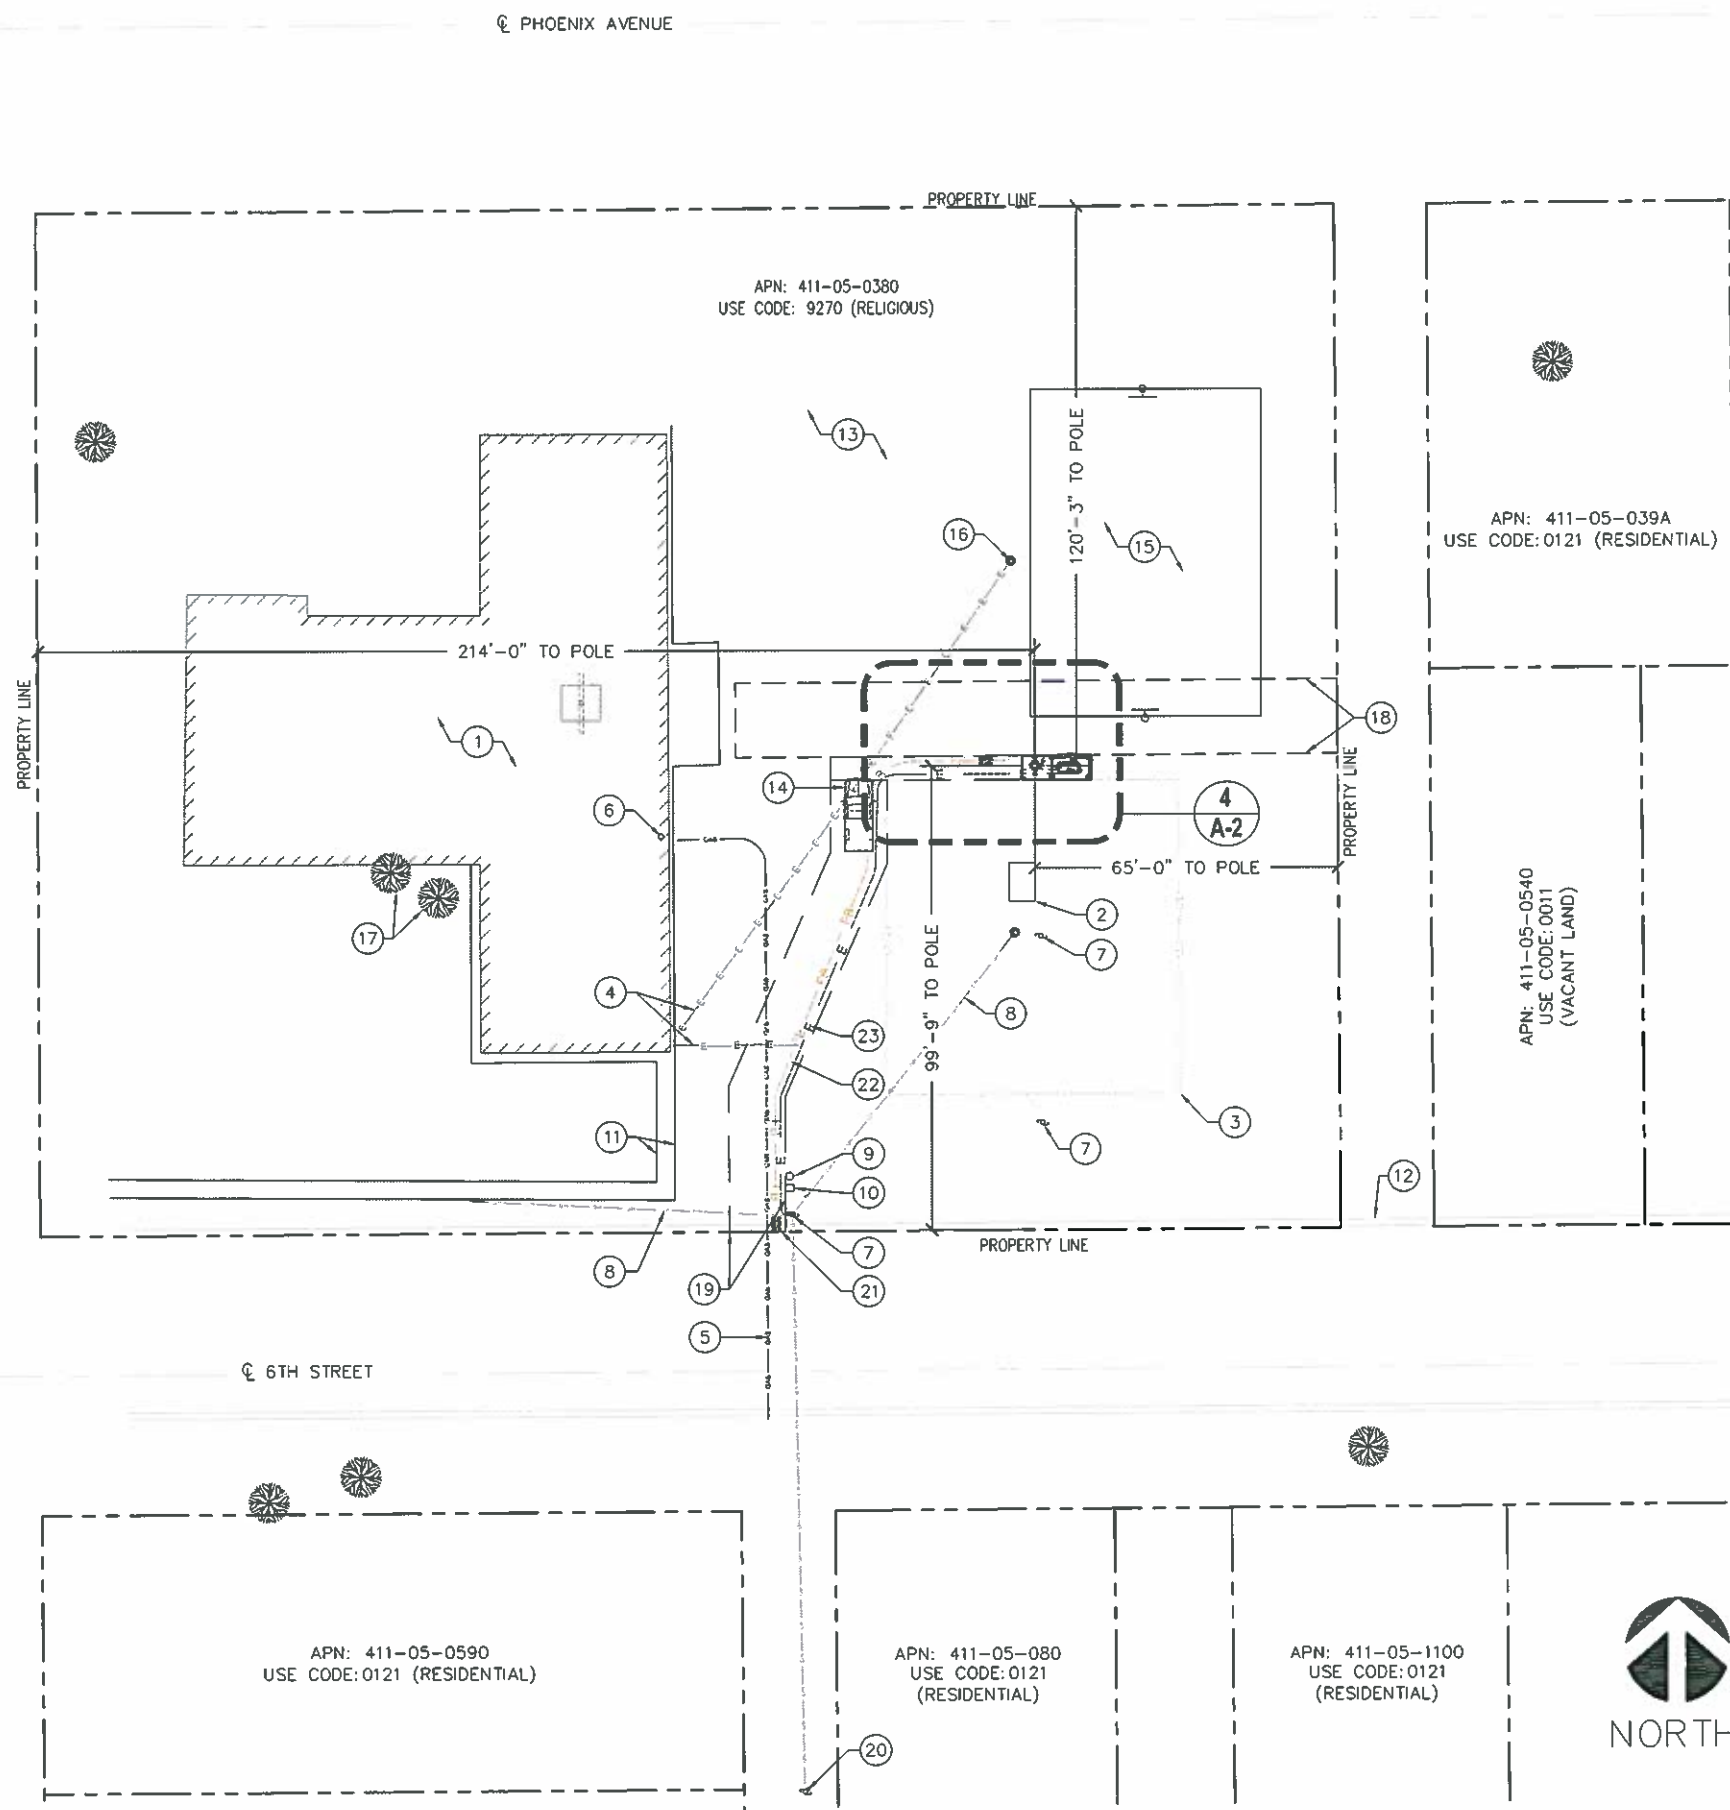 ℄ PHOENIX AVENUE
PROPERTY LINE
APN: 411-05-0380
USE CODE: 9270 (RELIGIOUS)
13
120'-3" TO POLE
16
15
APN: 411-05-039A
USE CODE: 0121 (RESIDENTIAL)
214'-0" TO POLE
PROPERTY LINE
1
18
14
6
4
A-2
PROPERTY LINE
65'-0" TO POLE
2
17
7
99'-9" TO POLE
APN: 411-05-0540
USE CODE: 0011
(VACANT LAND)
4
8
23
22
3
11
9
7
10
12
PROPERTY LINE
7
8
19
21
5
GAS
E
℄ 6TH STREET
APN: 411-05-0590
USE CODE: 0121 (RESIDENTIAL)
APN: 411-05-080
USE CODE: 0121
(RESIDENTIAL)
APN: 411-05-1100
USE CODE: 0121
(RESIDENTIAL)
20
NORTH